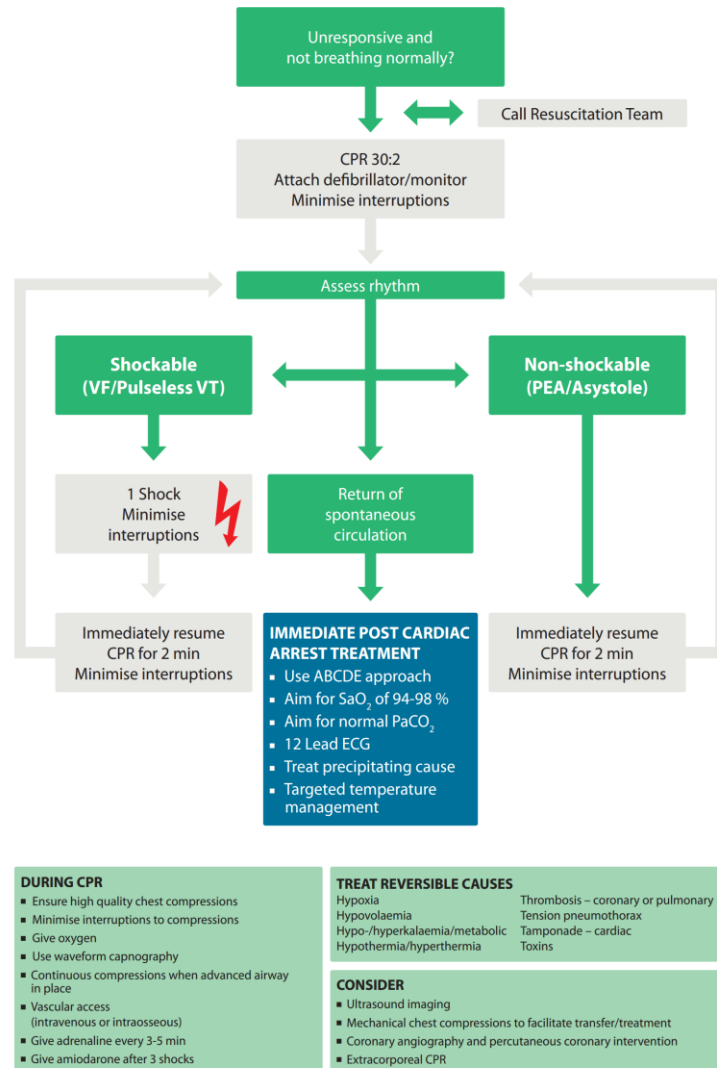 Unresponsive and
not breathing normally?
Call Resuscitation Team
CPR 30:2
Attach defibrillator/monitor
Minimise interruptions
Assess rhythm
Shockable
(VF/Pulseless VT)
Non-shockable
(PEA/Asystole)
1 Shock
Minimise
interruptions
Return of
spontaneous
circulation
Immediately resume
CPR for 2 min
Minimise interruptions
IMMEDIATE POST CARDIAC
ARREST TREATMENT
▪ Use ABCDE approach
▪ Aim for SaO₂ of 94-98 %
▪ Aim for normal PaCO₂
▪ 12 Lead ECG
▪ Treat precipitating cause
▪ Targeted temperature
management
Immediately resume
CPR for 2 min
Minimise interruptions
DURING CPR
▪ Ensure high quality chest compressions
▪ Minimise interruptions to compressions
▪ Give oxygen
▪ Use waveform capnography
▪ Continuous compressions when advanced airway
in place
▪ Vascular access
(intravenous or intraosseous)
▪ Give adrenaline every 3-5 min
▪ Give amiodarone after 3 shocks
TREAT REVERSIBLE CAUSES
Hypoxia Thrombosis – coronary or pulmonary
Hypovolaemia Tension pneumothorax
Hypo-/hyperkalaemia/metabolic Tamponade – cardiac
Hypothermia/hyperthermia Toxins
CONSIDER
▪ Ultrasound imaging
▪ Mechanical chest compressions to facilitate transfer/treatment
▪ Coronary angiography and percutaneous coronary intervention
▪ Extracorporeal CPR